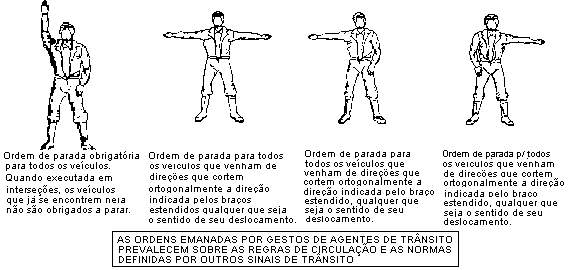 Ordem de parada obrigatória
para todos os veículos.
Quando executada em
interseções, os veículos
que já se encontrem neia
não são obrigados a parar.
Ordem de parada para todos
os veiculos que venham de
direções que cortem
ortogonalmente a direção
indicada pelos braços
estendidos qualquer que seja
o sentido de seu deslocamento.
Ordem de parada para
todos os veículos que
venham de direções que
cortem ortogonalmente a
direção indicada pelo braço
estendido, qualquer que
seja o sentido de seu
deslocamento.
Ordem de parada p/ todos
os veiculos que venham
de direcões que cortem
ortogonalmente a direção
indicada pelo braço
estendido, qualquer que
seja o sentido de seu
deslocamento.
AS ORDENS EMANADAS POR GESTOS DE AGENTES DE TRÂNSITO
PREVALECEM SOBRE AS REGRAS DE CIRCULAÇÃO E AS NORMAS
DEFINIDAS POR OUTROS SINAIS DE TRÂNSITO